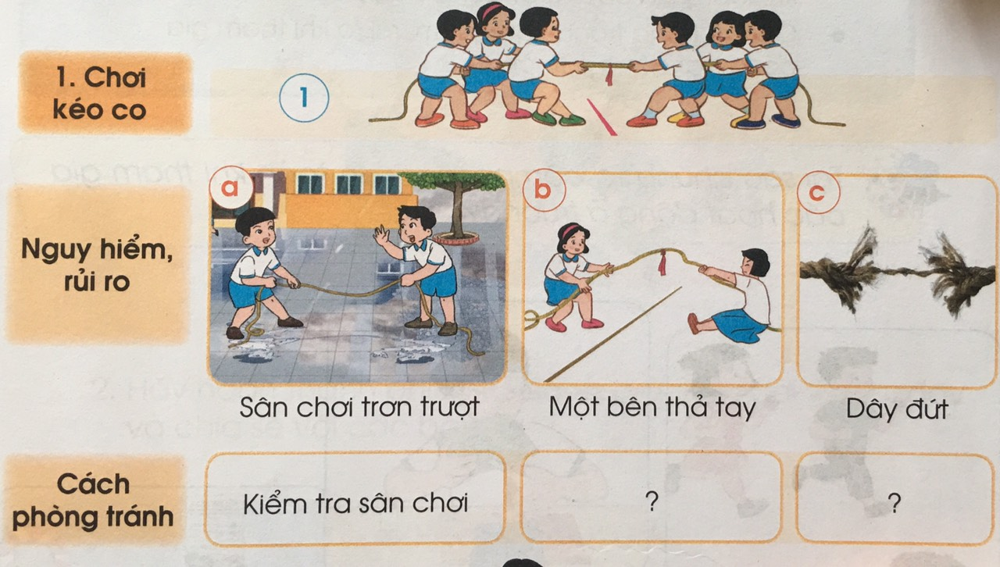 1. Chơi
kéo co
1
a
b
c
Nguy hiểm,
rủi ro
Sân chơi trơn trượt
Một bên thả tay
Dây đứt
Cách
phòng tránh
Kiểm tra sân chơi
?
?